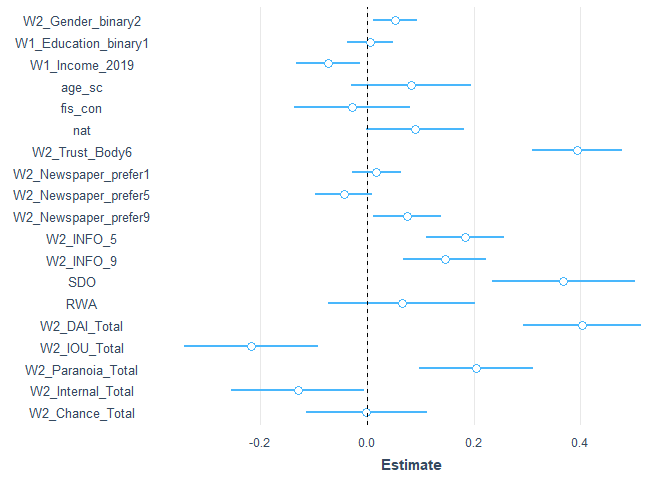 W2_Gender_binary2
W1_Education_binary1
W1_Income_2019
age_sc
fis_con
nat
W2_Trust_Body6
W2_Newspaper_prefer1
W2_Newspaper_prefer5
W2_Newspaper_prefer9
W2_INFO_5
W2_INFO_9
SDO
RWA
W2_DAI_Total
W2_IOU_Total
W2_Paranoia_Total
W2_Internal_Total
W2_Chance_Total
-0.2 0.0 0.2 0.4
Estimate